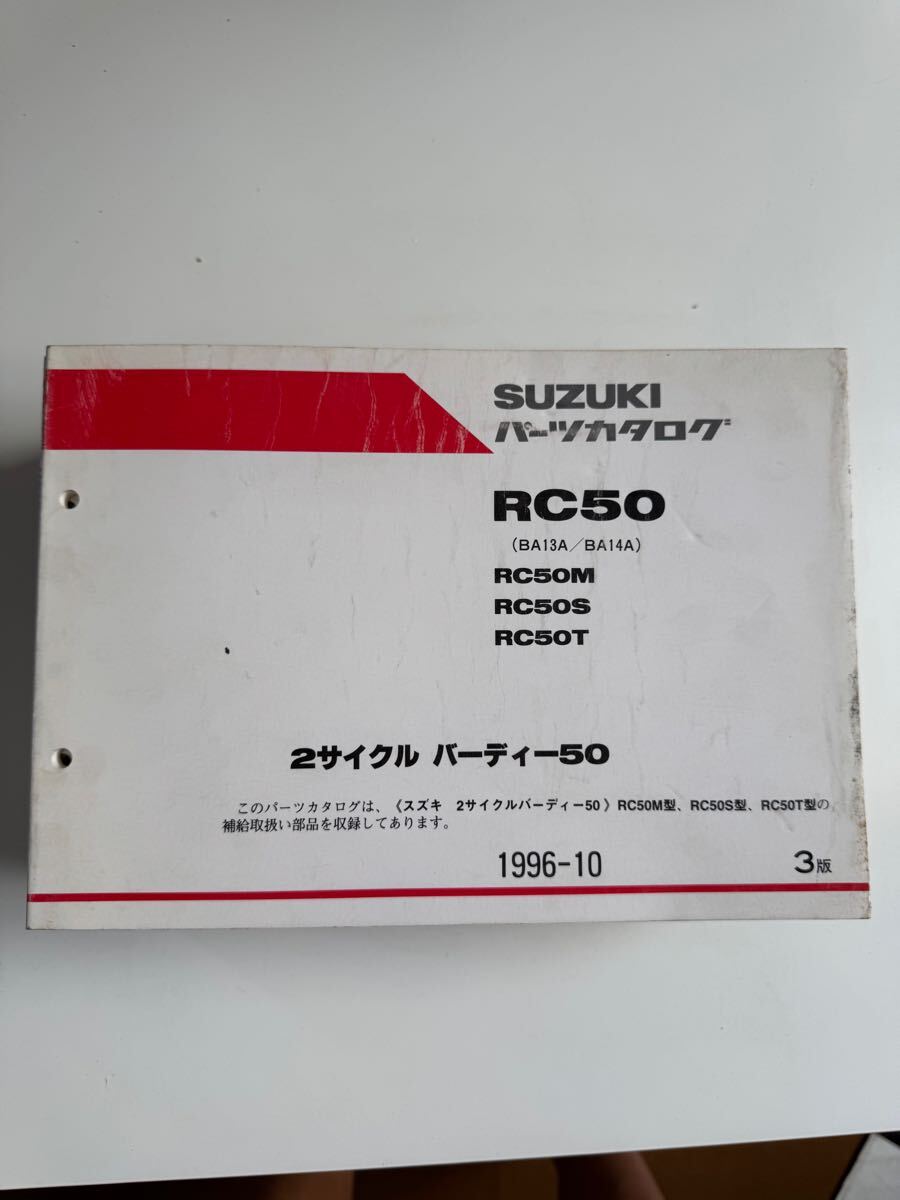 SUZUKI
パーツカタログ
RC50
(BA13A/BA14A)
RC50M
RC50S
RC50T
2サイクル バーディー50
このパーツカタログは、《スズキ 2サイクルバーディー50》RC50M型、RC50S型、RC50T型の
補給取扱い部品を収録してあります。
1996-10 3版